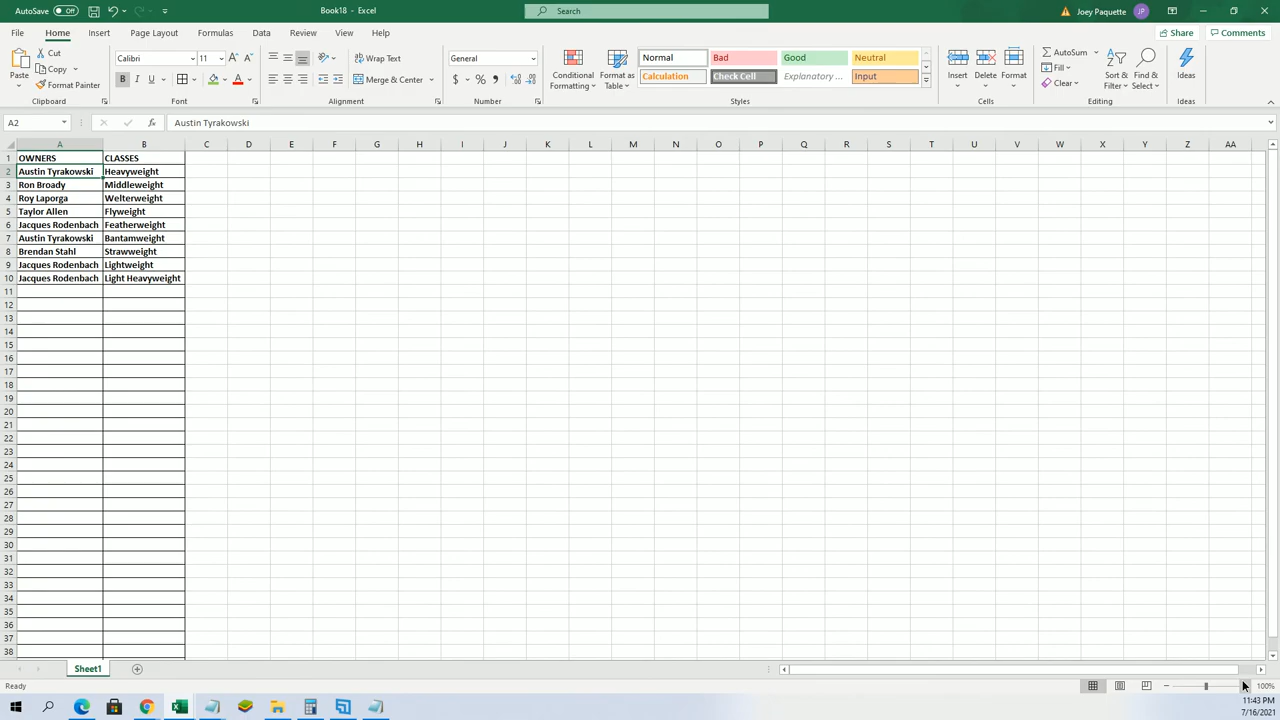 AutoSave Off Book18 - Excel Search Joey Paquette JP
File Home Insert Page Layout Formulas Data Review View Help Share Comments
Paste Cut Copy Format Painter Clipboard
Calibri 11 B I U A Font
Wrap Text Merge & Center Alignment
General $ % Number
Conditional Formatting Format as Table
Normal Bad Good Neutral
Calculation Check Cell Explanatory ... Input
Styles
Insert Delete Format Cells
AutoSum Fill Clear Sort & Filter Find & Select Editing
Ideas Ideas
A2 fx Austin Tyrakowski
A B C D E F G H I J K L M N O P Q R S T U V W X Y Z AA
1 OWNERS CLASSES
2 Austin Tyrakowski Heavyweight
3 Ron Broady Middleweight
4 Roy Laporga Welterweight
5 Taylor Allen Flyweight
6 Jacques Rodenbach Featherweight
7 Austin Tyrakowski Bantamweight
8 Brendan Stahl Strawweight
9 Jacques Rodenbach Lightweight
10 Jacques Rodenbach Light Heavyweight
11
12
13
14
15
16
17
18
19
20
21
22
23
24
25
26
27
28
29
30
31
32
33
34
35
36
37
38
Sheet1
Ready 100%
11:43 PM
7/16/2021